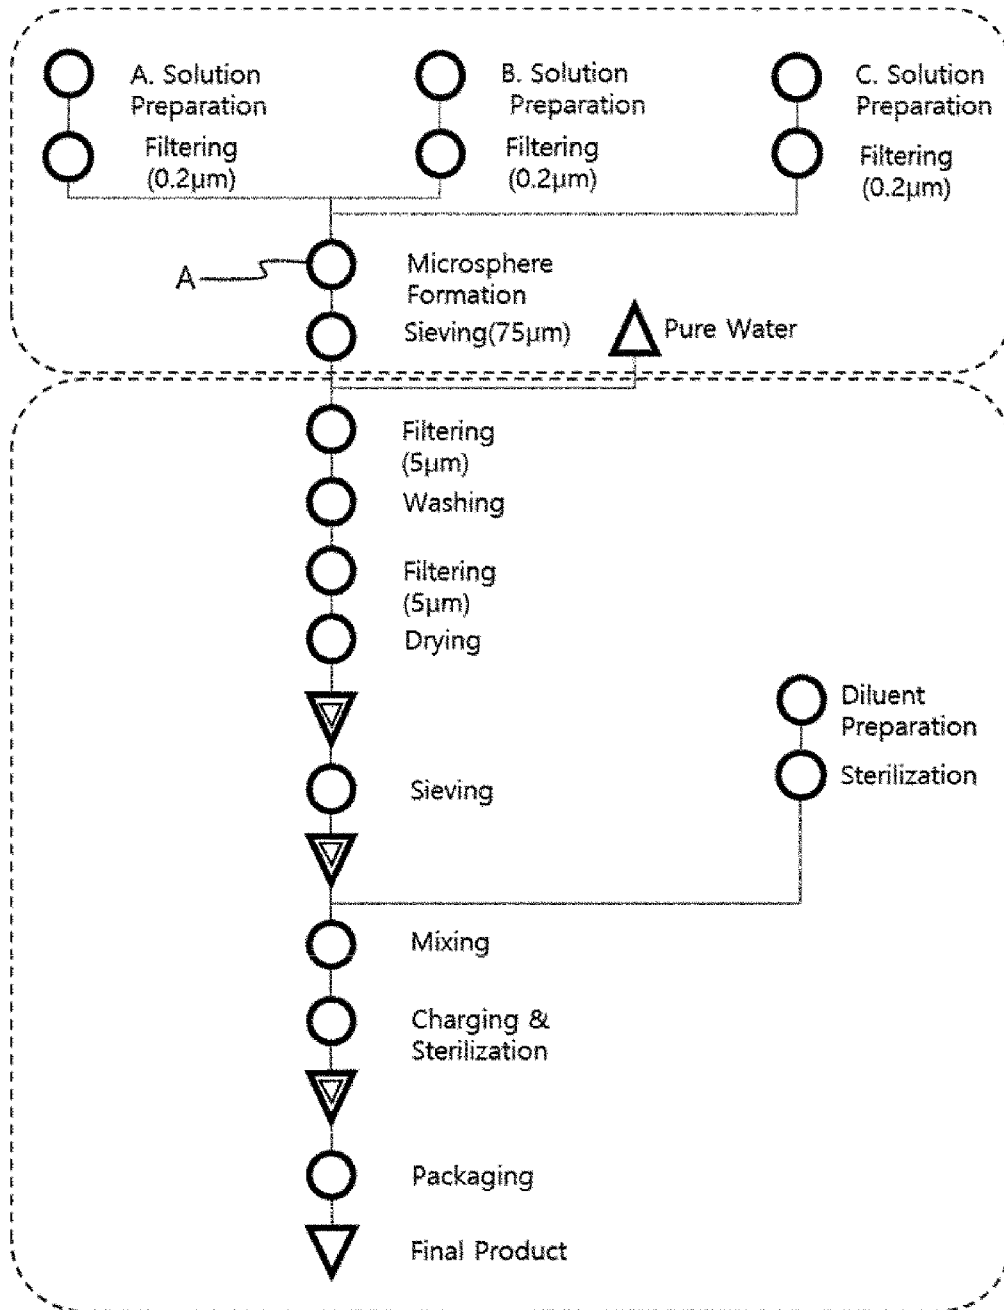 A. Solution
Preparation
B. Solution
Preparation
C. Solution
Preparation
Filtering
(0.2μm)
Filtering
(0.2μm)
Filtering
(0.2μm)
A
Microsphere
Formation
Sieving(75μm)
Pure Water
Filtering
(5μm)
Washing
Filtering
(5μm)
Drying
Diluent
Preparation
Sterilization
Sieving
Mixing
Charging &
Sterilization
Packaging
Final Product